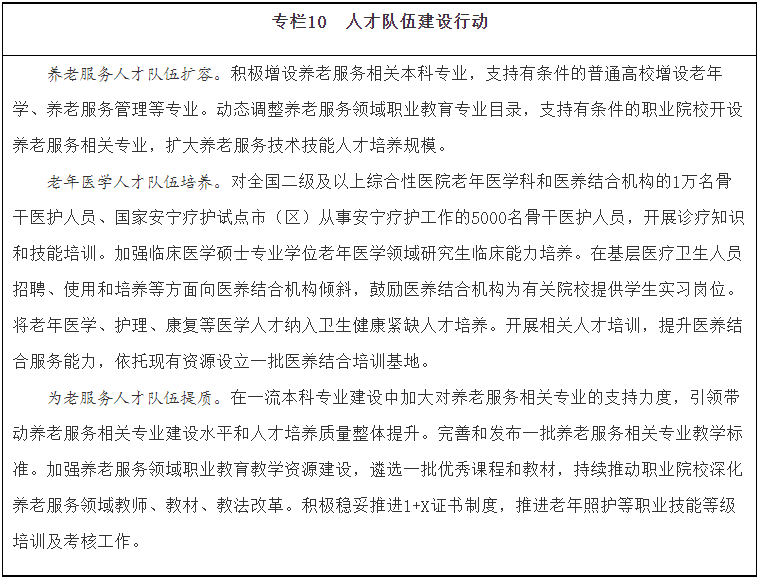 专栏10　人才队伍建设行动
养老服务人才队伍扩容。积极增设养老服务相关本科专业，支持有条件的普通高校增设老年
学、养老服务管理等专业。动态调整养老服务领域职业教育专业目录，支持有条件的职业院校开设
养老服务相关专业，扩大养老服务技术技能人才培养规模。
老年医学人才队伍培养。对全国二级及以上综合性医院老年医学科和医养结合机构的1万名骨
干医护人员、国家安宁疗护试点市（区）从事安宁疗护工作的5000名骨干医护人员，开展诊疗知识
和技能培训。加强临床医学硕士专业学位老年医学领域研究生临床能力培养。在基层医疗卫生人员
招聘、使用和培养等方面向医养结合机构倾斜，鼓励医养结合机构为有关院校提供学生实习岗位。
将老年医学、护理、康复等医学人才纳入卫生健康紧缺人才培养。开展相关人才培训，提升医养结
合服务能力，依托现有资源设立一批医养结合培训基地。
为老服务人才队伍提质。在一流本科专业建设中加大对养老服务相关专业的支持力度，引领带
动养老服务相关专业建设水平和人才培养质量整体提升。完善和发布一批养老服务相关专业教学标
准。加强养老服务领域职业教育教学资源建设，遴选一批优秀课程和教材，持续推动职业院校深化
养老服务领域教师、教材、教法改革。积极稳妥推进1+X证书制度，推进老年照护等职业技能等级
培训及考核工作。